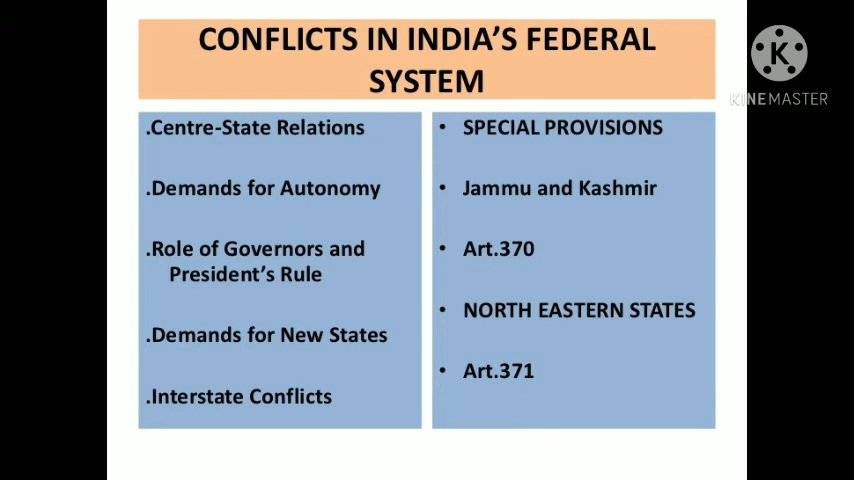 CONFLICTS IN INDIA'S FEDERAL
SYSTEM
.Centre-State Relations
.Demands for Autonomy
.Role of Governors and
President's Rule
.Demands for New States
.Interstate Conflicts
• SPECIAL PROVISIONS
• Jammu and Kashmir
• Art.370
• NORTH EASTERN STATES
• Art.371
K
KINEMASTER